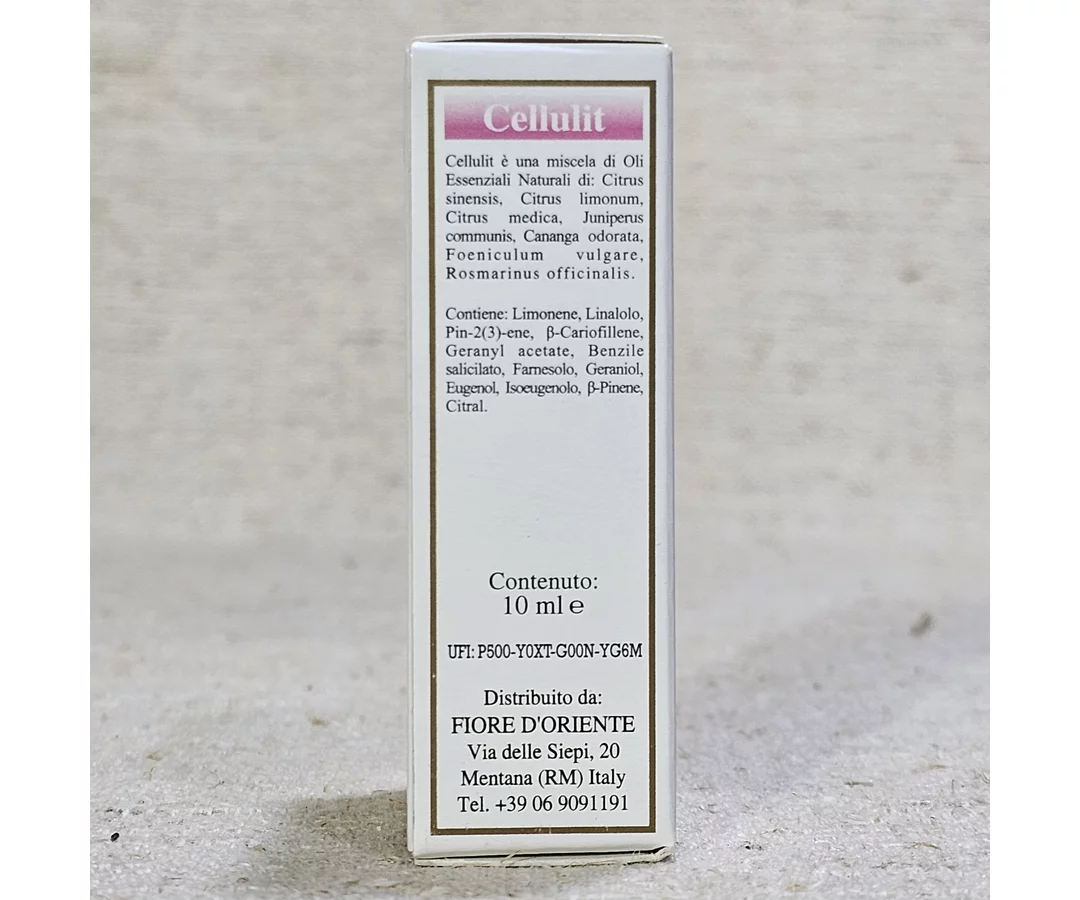 Cellulit
Cellulit è una miscela di Oli
Essenziali Naturali di: Citrus
sinensis, Citrus limonum,
Citrus medica, Juniperus
communis, Cananga odorata,
Foeniculum vulgare,
Rosmarinus officinalis.
Contiene: Limonene, Linalolo,
Pin-2(3)-ene, β-Cariofillene,
Geranyl acetate, Benzile
salicilato, Farnesolo, Geraniol,
Eugenol, Isoeugenolo, β-Pinene,
Citral.
Contenuto:
10 ml ℮
UFI: P500-Y0XT-G00N-YG6M
Distribuito da:
FIORE D'ORIENTE
Via delle Siepi, 20
Mentana (RM) Italy
Tel. +39 06 9091191